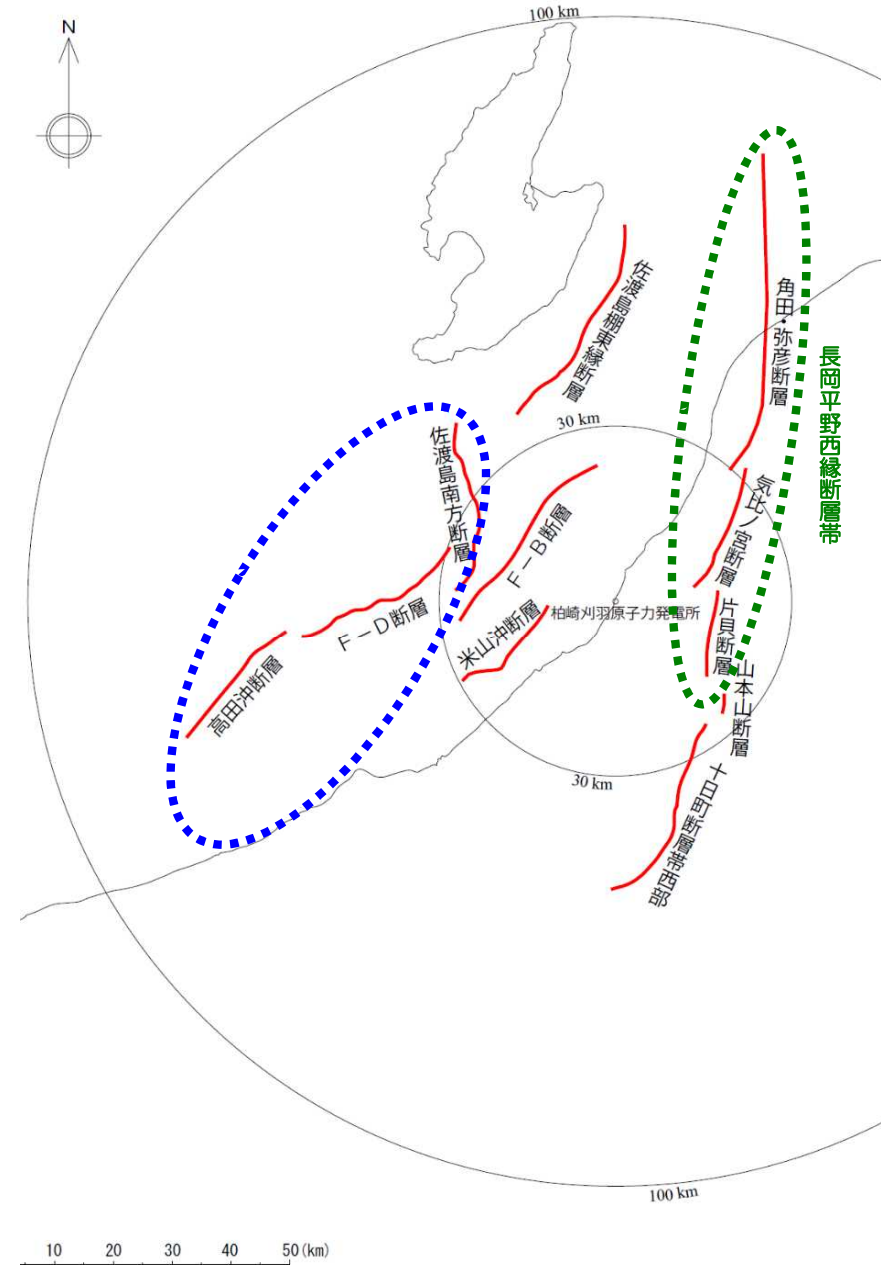 100 km
N
佐渡島棚東縁断層
角田・弥彦断層
長岡平野西縁断層帯
30 km
佐渡島南方断層
F－B断層
気比ノ宮断層
F－D断層
米山沖断層
柏崎刈羽原子力発電所
片貝断層
高田沖断層
山本山断層
30 km
十日町断層帯西部
100 km
10 20 30 40 50(km)